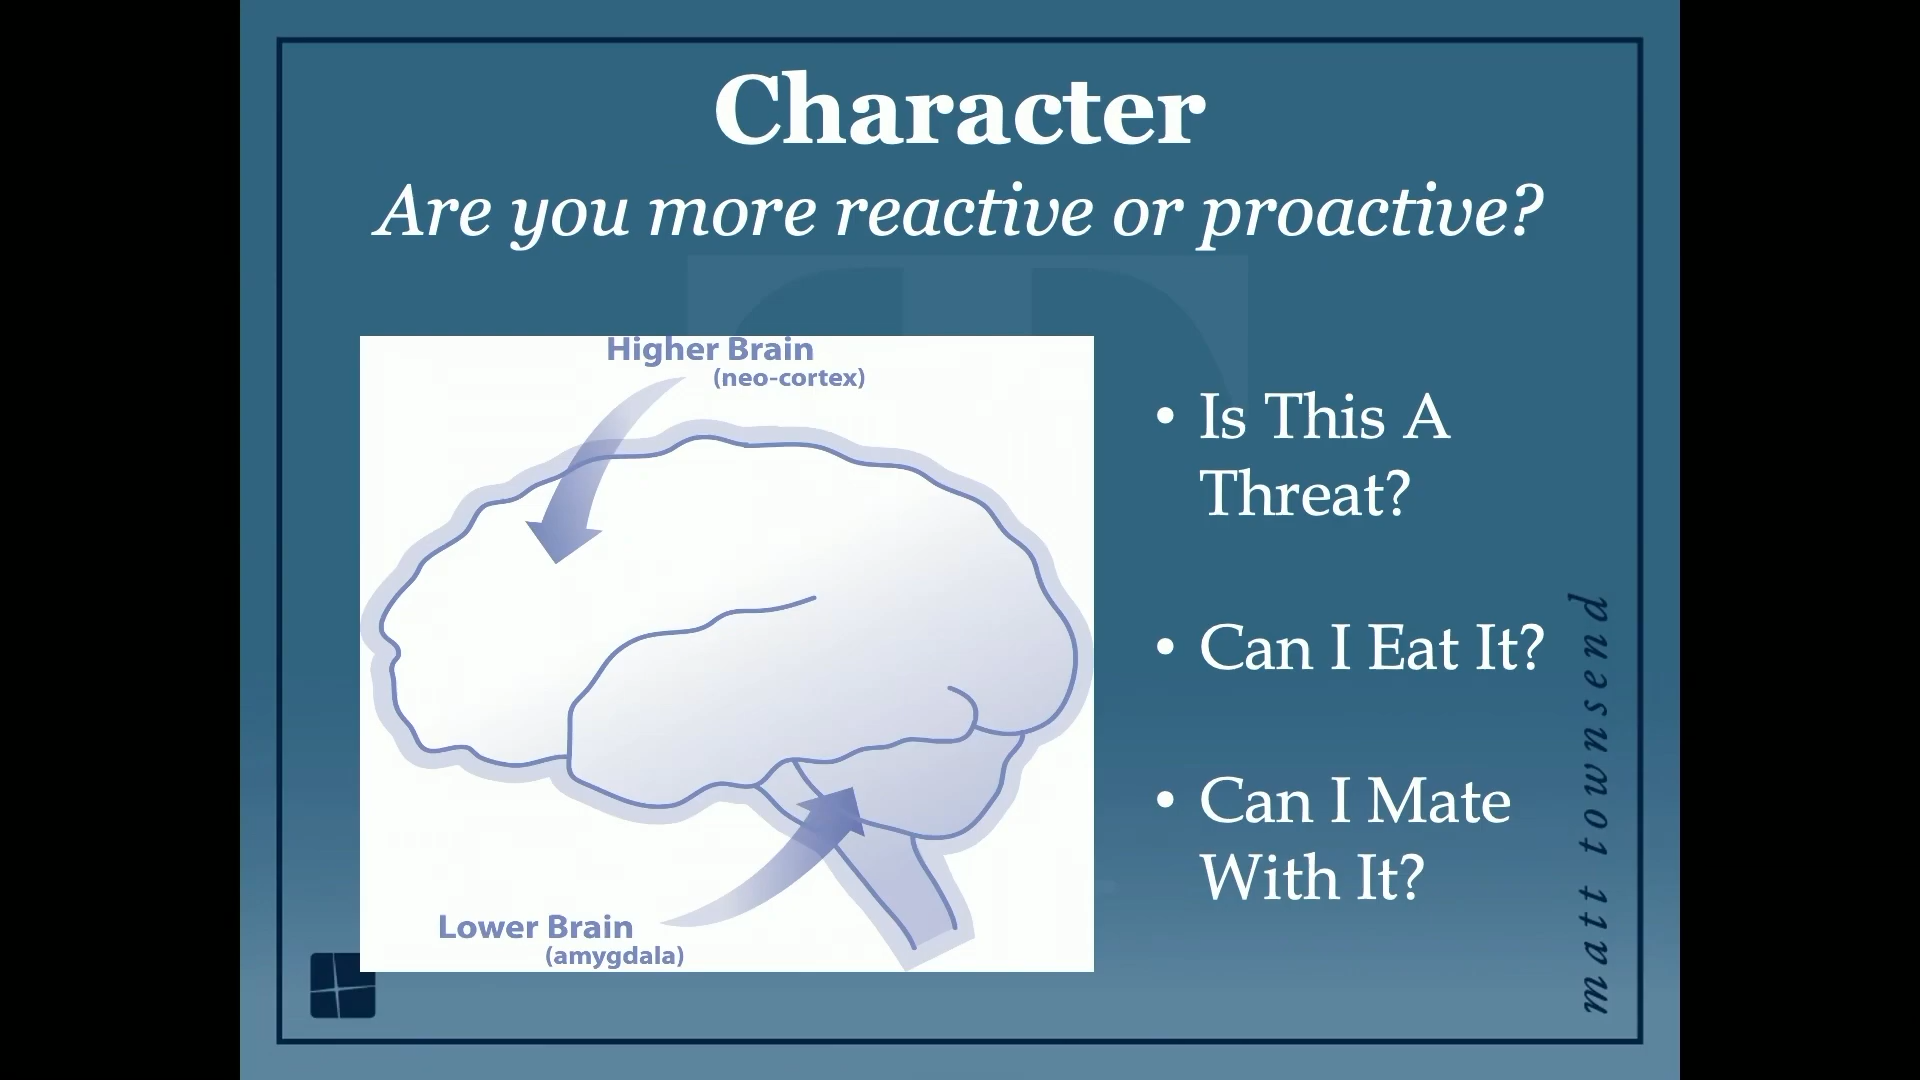 Character
Are you more reactive or proactive?
Higher Brain
(neo-cortex)
Lower Brain
(amygdala)
• Is This A
Threat?
• Can I Eat It?
• Can I Mate
With It?
matt townsend
T